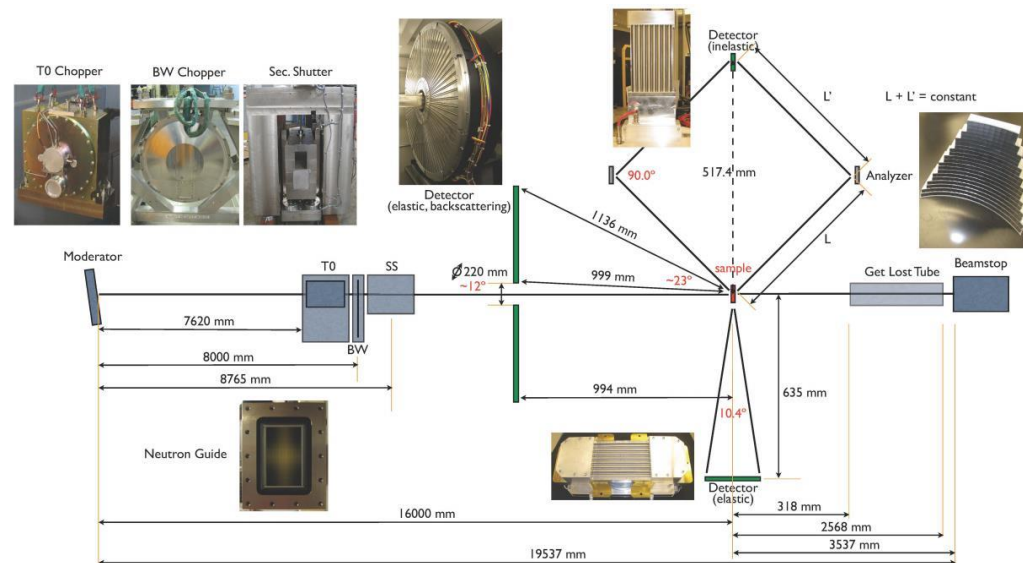 T0 Chopper
BW Chopper
Sec. Shutter
Detector
(elastic, backscattering)
Detector
(inelastic)
L'
L + L' = constant
90.0°
517.4 mm
Analyzer
L
1136 mm
Moderator
T0
SS
Ø 220 mm
~12°
999 mm
~23°
sample
Get Lost Tube
Beamstop
7620 mm
BW
8000 mm
8765 mm
994 mm
635 mm
10.4°
Neutron Guide
Detector
(elastic)
318 mm
16000 mm
2568 mm
3537 mm
19537 mm